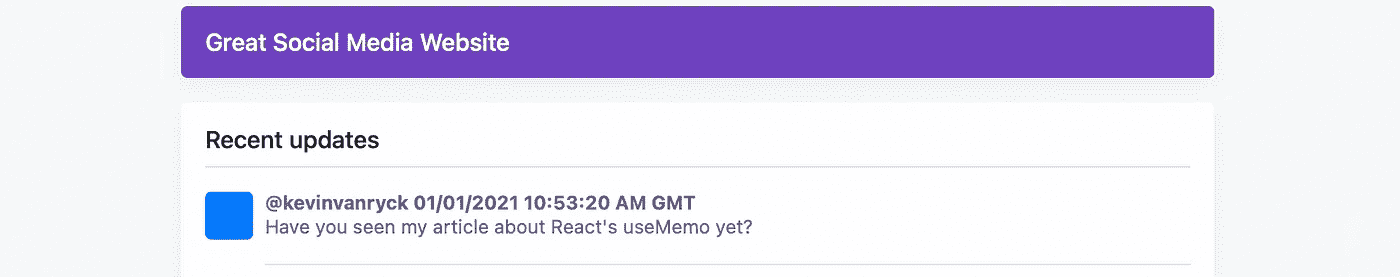 Great Social Media Website
Recent updates
@kevinvanryck 01/01/2021 10:53:20 AM GMT
Have you seen my article about React's useMemo yet?